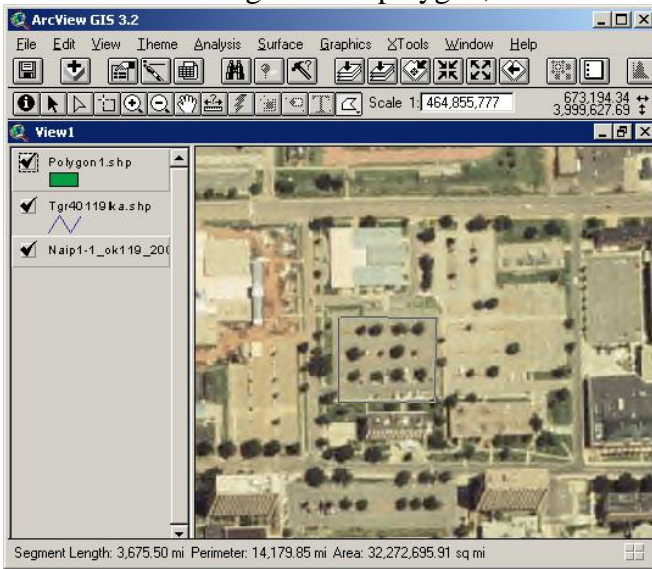 ArcView GIS 3.2
File Edit View Theme Analysis Surface Graphics XTools Window Help
Scale 1: 464,855,777
673,194.34
3,999,627.69
View1
Polygon1.shp
Tgr40119lka.shp
Naip1-1_ok119_200
Segment Length: 3,675.50 mi Perimeter: 14,179.85 mi Area: 32,272,695.91 sq mi